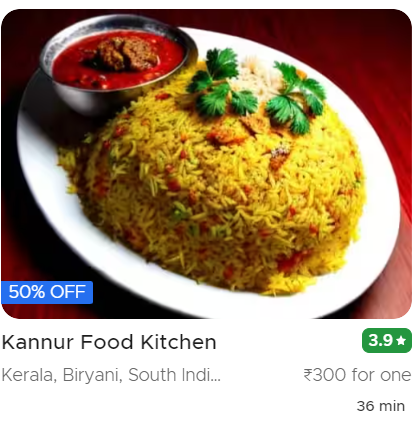 50% OFF
Kannur Food Kitchen
3.9★
Kerala, Biryani, South Indi...
₹300 for one
36 min